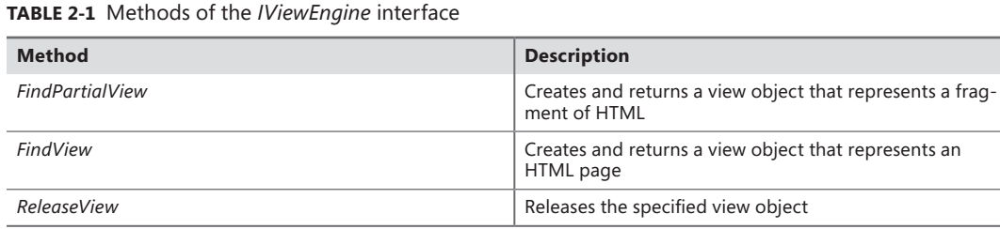 TABLE 2-1 Methods of the IViewEngine interface
Method Description
FindPartialView Creates and returns a view object that represents a frag-
ment of HTML
FindView Creates and returns a view object that represents an
HTML page
ReleaseView Releases the specified view object